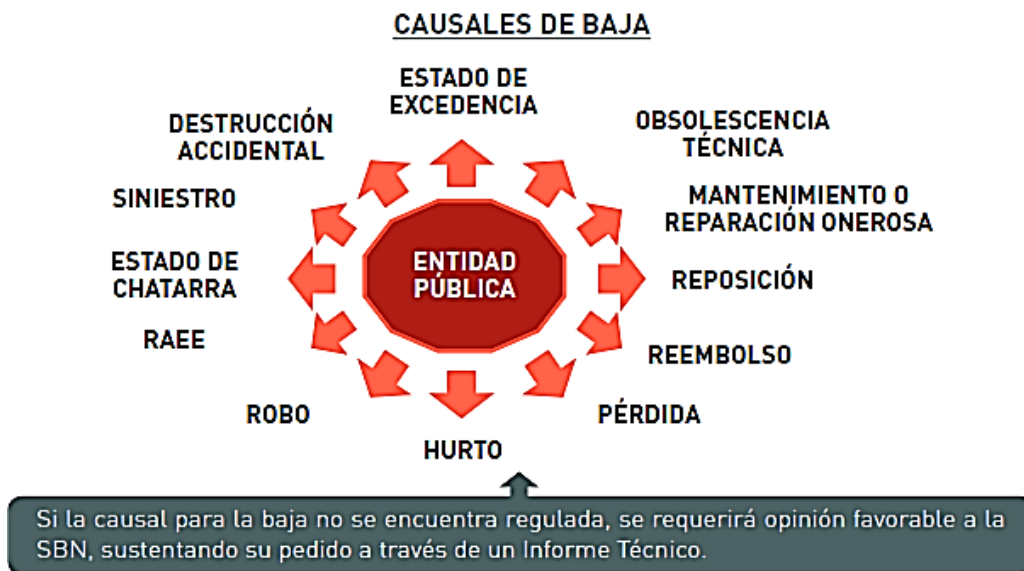 CAUSALES DE BAJA
ESTADO DE
EXCEDENCIA
OBSOLESCENCIA
TÉCNICA
MANTENIMIENTO O
REPARACIÓN ONEROSA
REPOSICIÓN
REEMBOLSO
PÉRDIDA
HURTO
ROBO
RAEE
ESTADO DE
CHATARRA
SINIESTRO
DESTRUCCIÓN
ACCIDENTAL
ENTIDAD
PÚBLICA
Si la causal para la baja no se encuentra regulada, se requerirá opinión favorable a la
SBN, sustentando su pedido a través de un Informe Técnico.